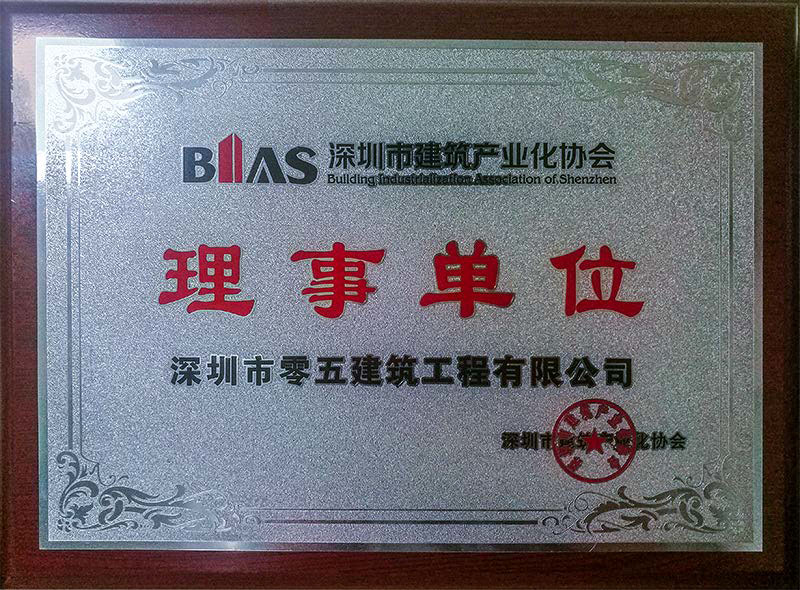 BIAS 深圳市建筑产业化协会
Building Industrialization Association of Shenzhen
理事单位
深圳市零五建筑工程有限公司
深圳市建筑产业化协会